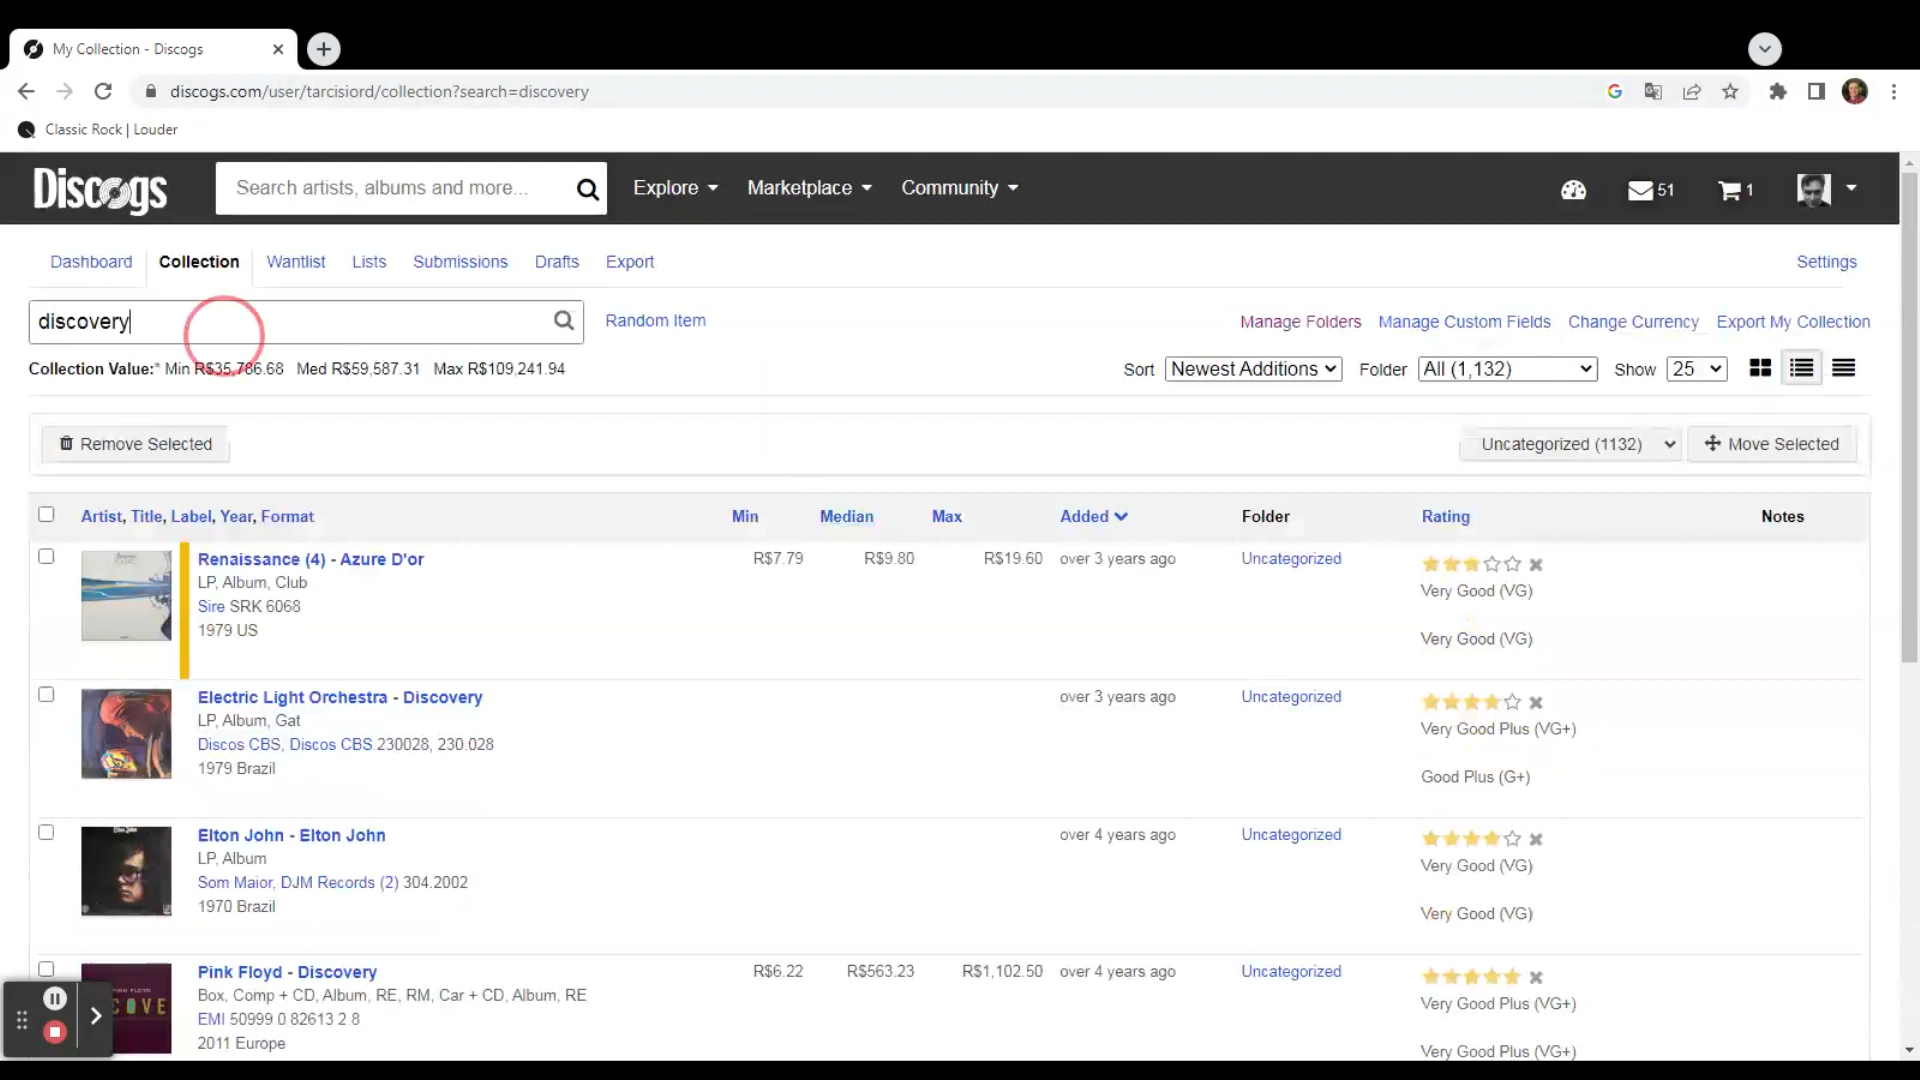 My Collection - Discogs
discogs.com/user/tarcisiord/collection?search=discovery
Classic Rock | Louder
Discogs
Search artists, albums and more...
Explore
Marketplace
Community
51
1
Dashboard
Collection
Wantlist
Lists
Submissions
Drafts
Export
Settings
discovery
Random Item
Manage Folders
Manage Custom Fields
Change Currency
Export My Collection
Collection Value:* Min R$35,786.68 Med R$59,587.31 Max R$109,241.94
Sort Newest Additions
Folder All (1,132)
Show 25
Remove Selected
Uncategorized (1132)
Move Selected
Artist, Title, Label, Year, Format
Min
Median
Max
Added
Folder
Rating
Notes
Renaissance (4) - Azure D'or
LP, Album, Club
Sire SRK 6068
1979 US
R$7.79
R$9.80
R$19.60
over 3 years ago
Uncategorized
Very Good (VG)
Very Good (VG)
Electric Light Orchestra - Discovery
LP, Album, Gat
Discos CBS, Discos CBS 230028, 230.028
1979 Brazil
over 3 years ago
Uncategorized
Very Good Plus (VG+)
Good Plus (G+)
Elton John - Elton John
LP, Album
Som Maior, DJM Records (2) 304.2002
1970 Brazil
over 4 years ago
Uncategorized
Very Good (VG)
Very Good (VG)
Pink Floyd - Discovery
Box, Comp + CD, Album, RE, RM, Car + CD, Album, RE
EMI 50999 0 82613 2 8
2011 Europe
R$6.22
R$563.23
R$1,102.50
over 4 years ago
Uncategorized
Very Good Plus (VG+)
Very Good Plus (VG+)